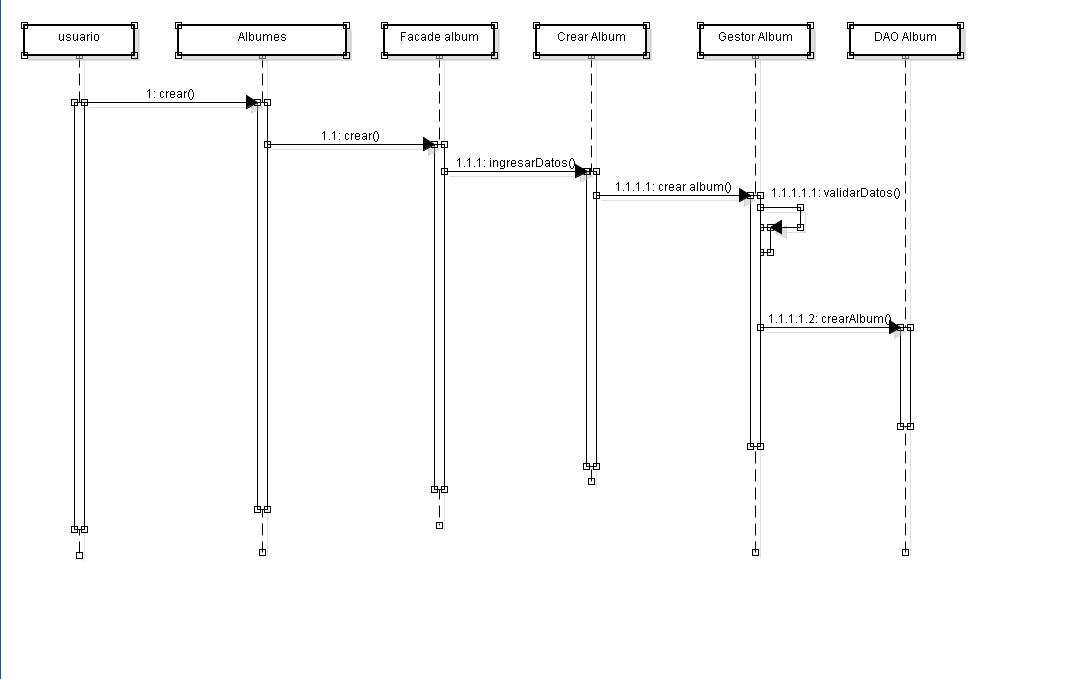 usuario
Albumes
Facade album
Crear Album
Gestor Album
DAO Album
1: crear()
1.1: crear()
1.1.1: ingresarDatos()
1.1.1.1: crear album()
1.1.1.1.1: validarDatos()
1.1.1.1.2: crearAlbum()